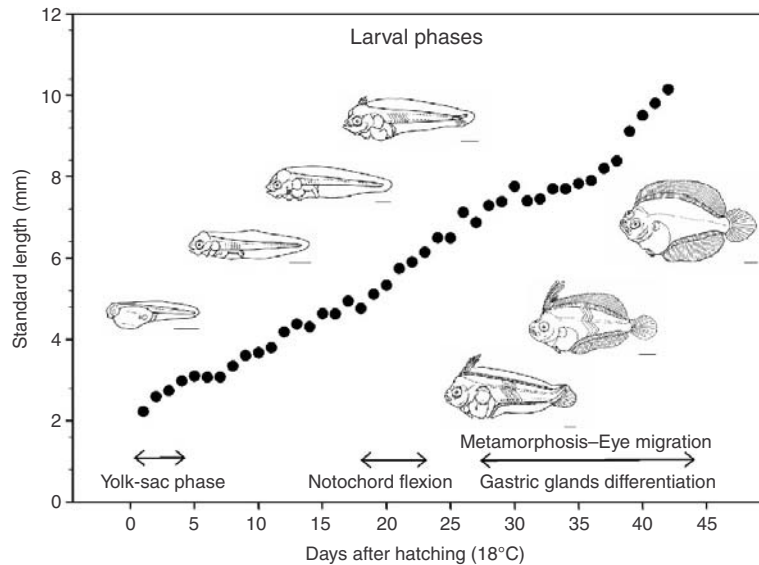 Larval phases
12
10
8
6
4
2
0
Standard length (mm)
Metamorphosis–Eye migration
Yolk-sac phase
Notochord flexion
Gastric glands differentiation
0 5 10 15 20 25 30 35 40 45
Days after hatching (18°C)